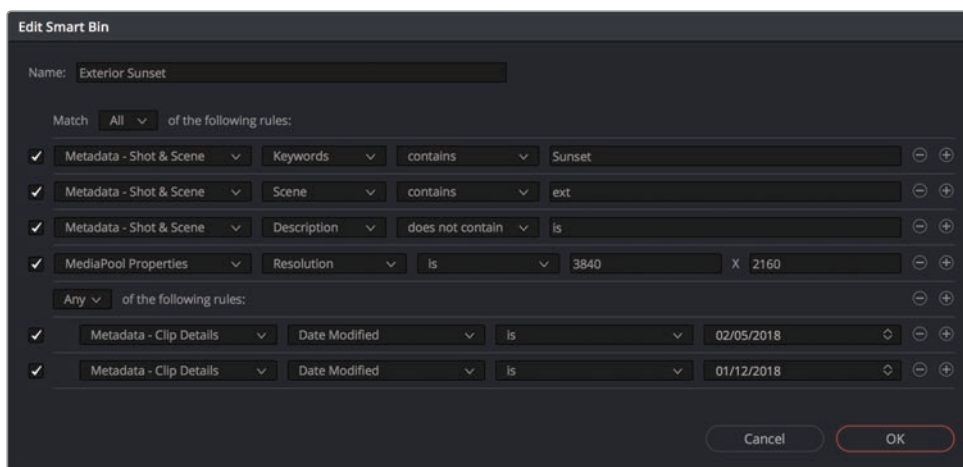 Edit Smart Bin
Name: Exterior Sunset
Match All of the following rules:
Metadata - Shot & Scene Keywords contains Sunset
Metadata - Shot & Scene Scene contains ext
Metadata - Shot & Scene Description does not contain is
MediaPool Properties Resolution is 3840 X 2160
Any of the following rules:
Metadata - Clip Details Date Modified is 02/05/2018
Metadata - Clip Details Date Modified is 01/12/2018
Cancel OK